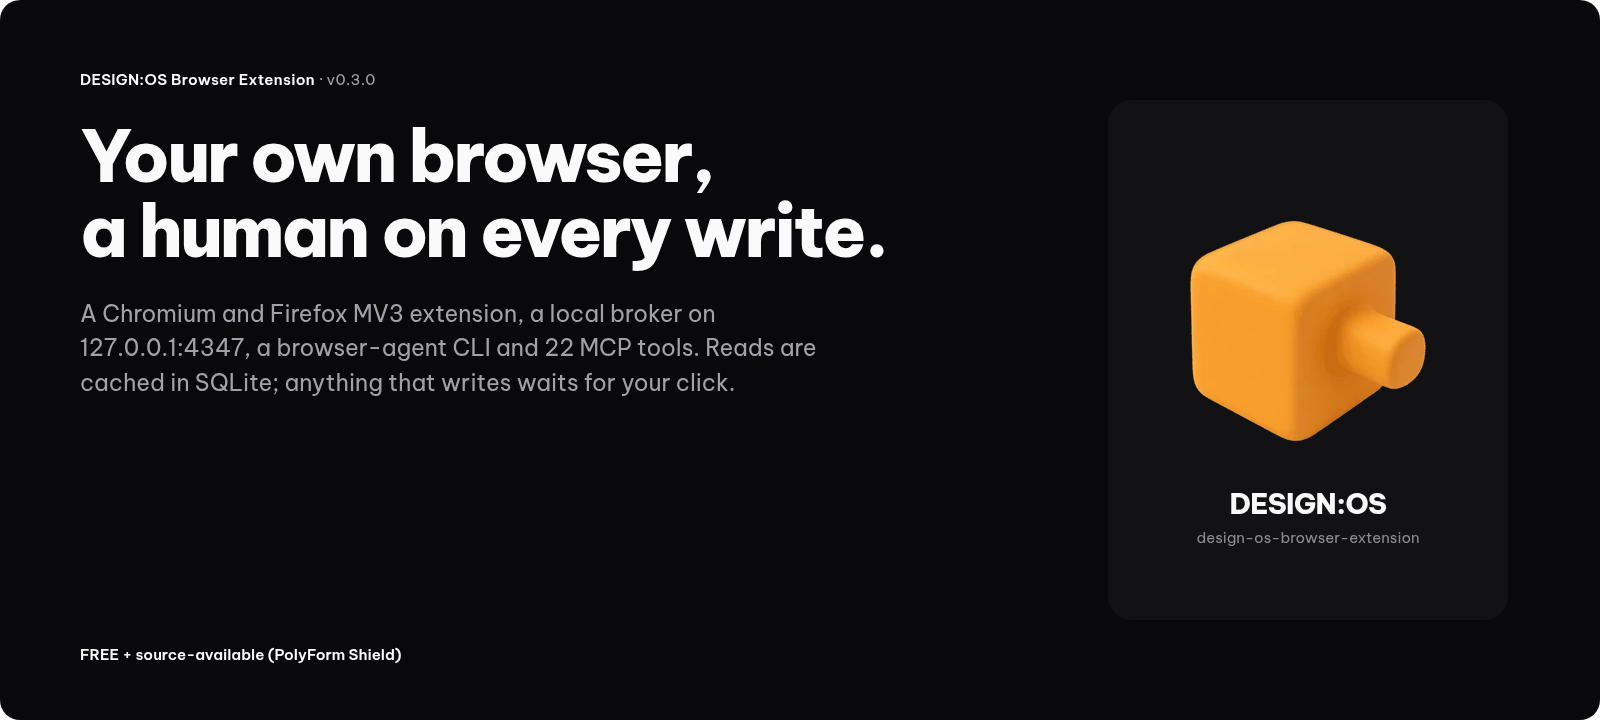 DESIGN:OS Browser Extension · v0.3.0
Your own browser,
a human on every write.
A Chromium and Firefox MV3 extension, a local broker on
127.0.0.1:4347, a browser-agent CLI and 22 MCP tools. Reads are
cached in SQLite; anything that writes waits for your click.
DESIGN:OS
design-os-browser-extension
FREE + source-available (PolyForm Shield)